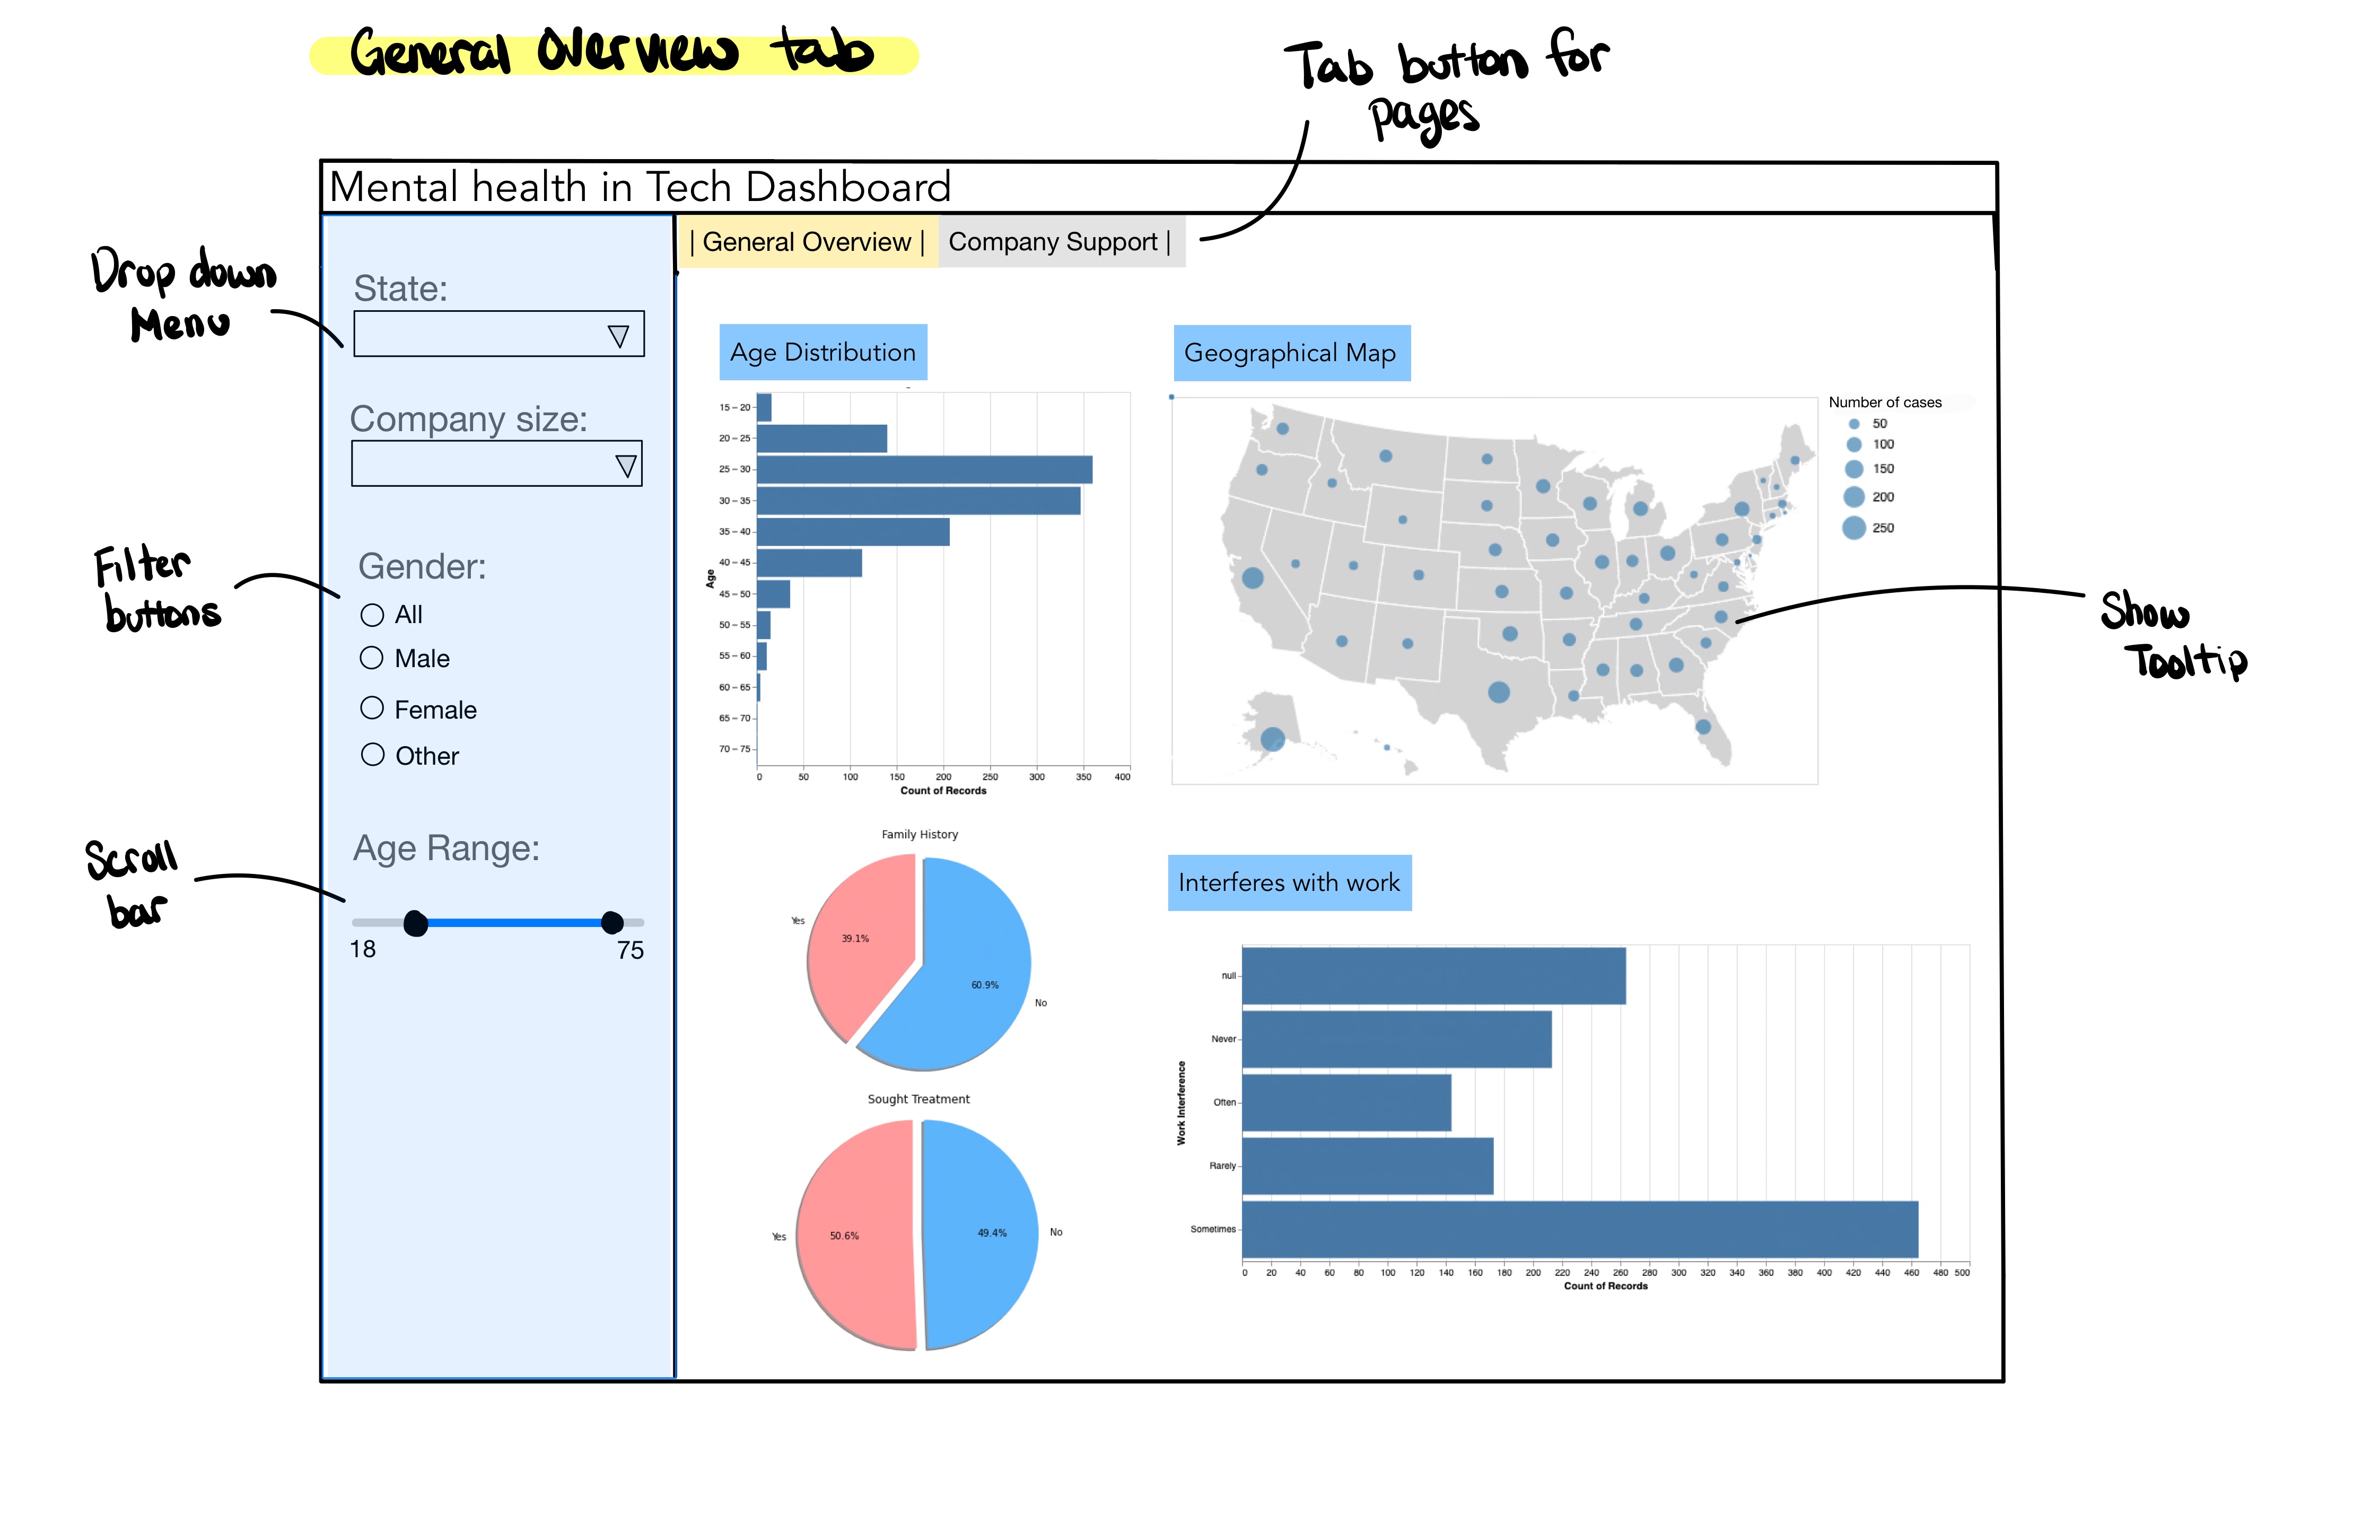 General Overview tab
Tab button for
pages
Mental health in Tech Dashboard
| General Overview |
Company Support |
Drop down
Menu
State:
Company size:
Filter
buttons
Gender:
All
Male
Female
Other
Scroll
bar
Age Range:
18
75
Age Distribution
15 – 20
20 – 25
25 – 30
30 – 35
35 – 40
40 – 45
45 – 50
50 – 55
55 – 60
60 – 65
65 – 70
70 – 75
Age
0 50 100 150 200 250 300 350 400
Count of Records
Geographical Map
Number of cases
50
100
150
200
250
Show
Tooltip
Family History
Yes
39.1%
60.9%
No
Sought Treatment
Yes
50.6%
49.4%
No
Interferes with work
null
Never
Often
Rarely
Sometimes
Work Interference
0 20 40 60 80 100 120 140 160 180 200 220 240 260 280 300 320 340 360 380 400 420 440 460 480 500
Count of Records